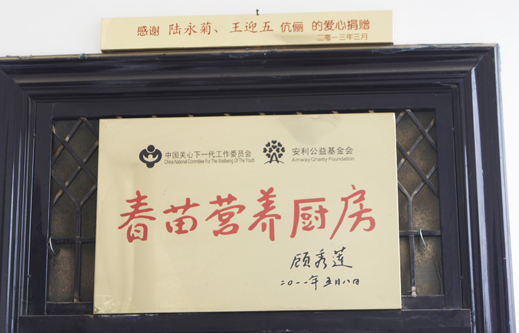 感谢 陆永菊、王迎五 伉俪 的爱心捐赠
二零一三年三月
中国关心下一代工作委员会
China National Committee For The Wellbeing Of The Youth
安利公益基金会
Amway Charity Foundation
春苗营养厨房
顾秀莲
二〇一一年五月八日